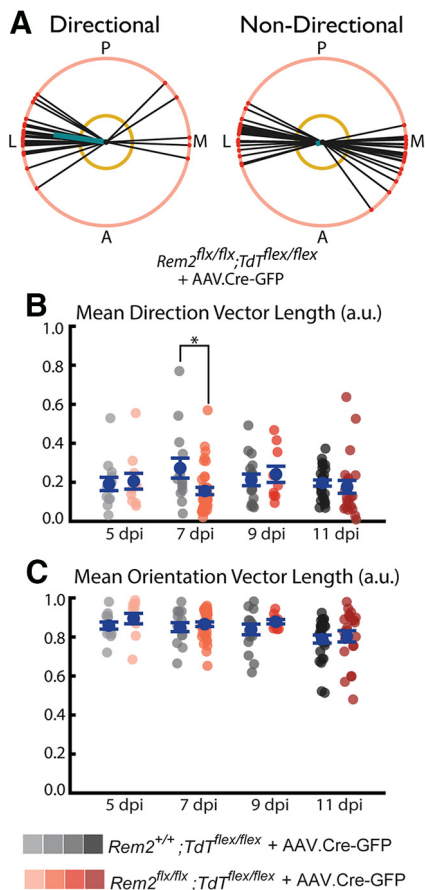 A
Directional
Non-Directional
P
P
L
M
L
M
A
A
Rem2flx/flx;TdTflex/flex
+ AAV.Cre-GFP
B
Mean Direction Vector Length (a.u.)
1.0
0.8
0.6
0.4
0.2
0.0
*
5 dpi
7 dpi
9 dpi
11 dpi
C
Mean Orientation Vector Length (a.u.)
1.0
0.8
0.6
0.4
0.2
0.0
5 dpi
7 dpi
9 dpi
11 dpi
Rem2+/+;TdTflex/flex + AAV.Cre-GFP
Rem2flx/flx;TdTflex/flex + AAV.Cre-GFP